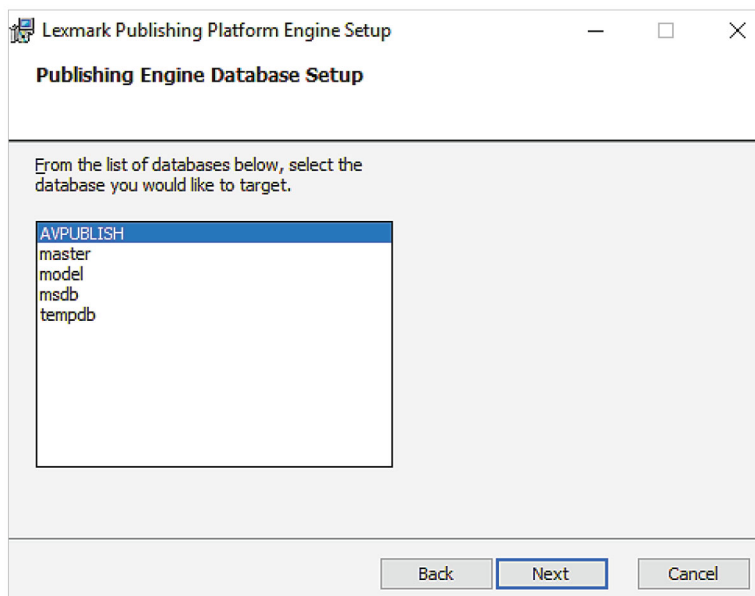 Lexmark Publishing Platform Engine Setup
Publishing Engine Database Setup
From the list of databases below, select the
database you would like to target.
AVPUBLISH
master
model
msdb
tempdb
Back
Next
Cancel